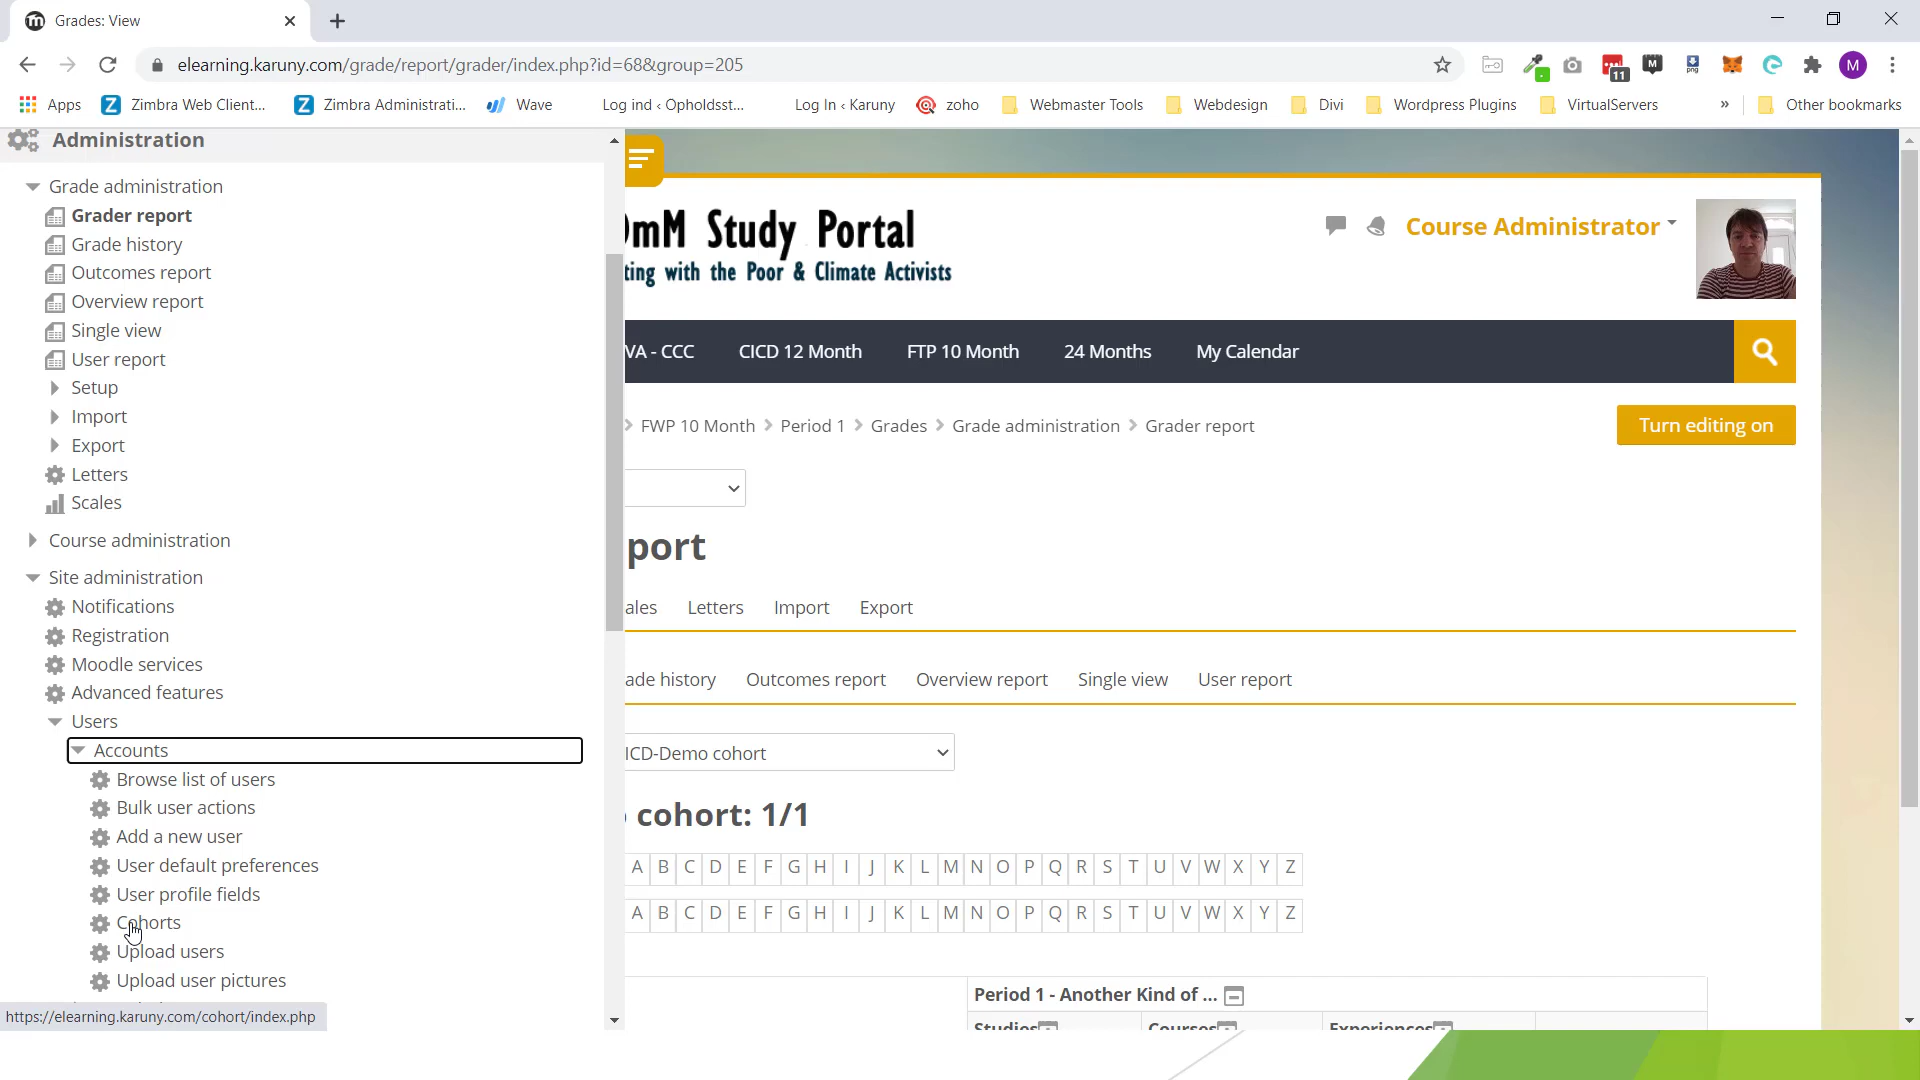 Grades: View
elearning.karuny.com/grade/report/grader/index.php?id=68&group=205
11
M
png
M
Apps
Zimbra Web Client...
Zimbra Administrati...
Wave
Log ind ‹ Opholdsst...
Log In ‹ Karuny
zoho
Webmaster Tools
Webdesign
Divi
Wordpress Plugins
VirtualServers
»
Other bookmarks
Administration
Grade administration
Grader report
Grade history
Outcomes report
Overview report
Single view
User report
Setup
Import
Export
Letters
Scales
Course administration
Site administration
Notifications
Registration
Moodle services
Advanced features
Users
Accounts
Browse list of users
Bulk user actions
Add a new user
User default preferences
User profile fields
Cohorts
Upload users
Upload user pictures
https://elearning.karuny.com/cohort/index.php
mM Study Portal
ting with the Poor & Climate Activists
Course Administrator
VA - CCC
CICD 12 Month
FTP 10 Month
24 Months
My Calendar
FWP 10 Month
Period 1
Grades
Grade administration
Grader report
Turn editing on
port
ales
Letters
Import
Export
ade history
Outcomes report
Overview report
Single view
User report
ICD-Demo cohort
cohort: 1/1
A B C D E F G H I J K L M N O P Q R S T U V W X Y Z
A B C D E F G H I J K L M N O P Q R S T U V W X Y Z
Period 1 - Another Kind of ...
Studies
Courses
Experiences